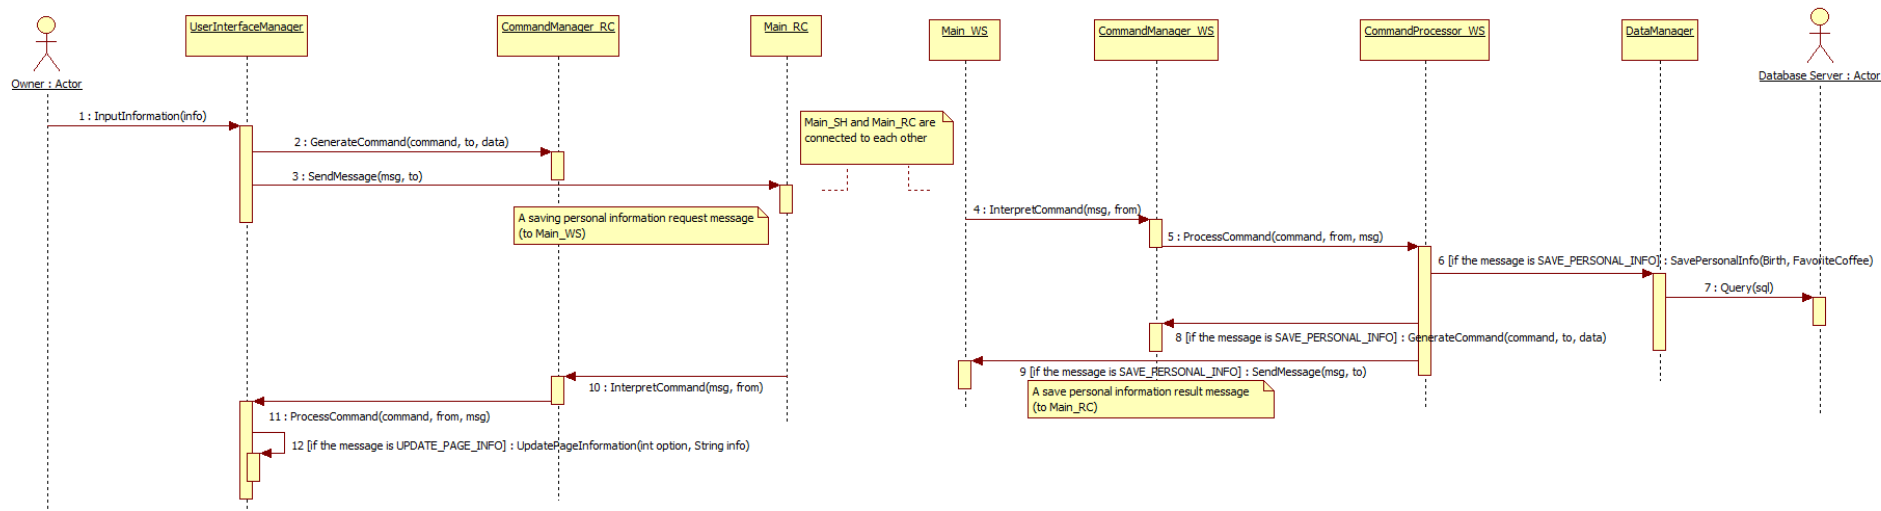 UserInterfaceManager
CommandManager_RC
Main_RC
Main_WS
CommandManager_WS
CommandProcessor_WS
DataManager
Owner : Actor
Database Server : Actor
1 : InputInformation(info)
2 : GenerateCommand(command, to, data)
3 : SendMessage(msg, to)
Main_SH and Main_RC are
connected to each other
A saving personal information request message
(to Main_WS)
4 : InterpretCommand(msg, from)
5 : ProcessCommand(command, from, msg)
6 [if the message is SAVE_PERSONAL_INFO] : SavePersonalInfo(Birth, FavoriteCoffee)
7 : Query(sql)
8 [if the message is SAVE_PERSONAL_INFO] : GenerateCommand(command, to, data)
9 [if the message is SAVE_PERSONAL_INFO] : SendMessage(msg, to)
A save personal information result message
(to Main_RC)
10 : InterpretCommand(msg, from)
11 : ProcessCommand(command, from, msg)
12 [if the message is UPDATE_PAGE_INFO] : UpdatePageInformation(int option, String info)